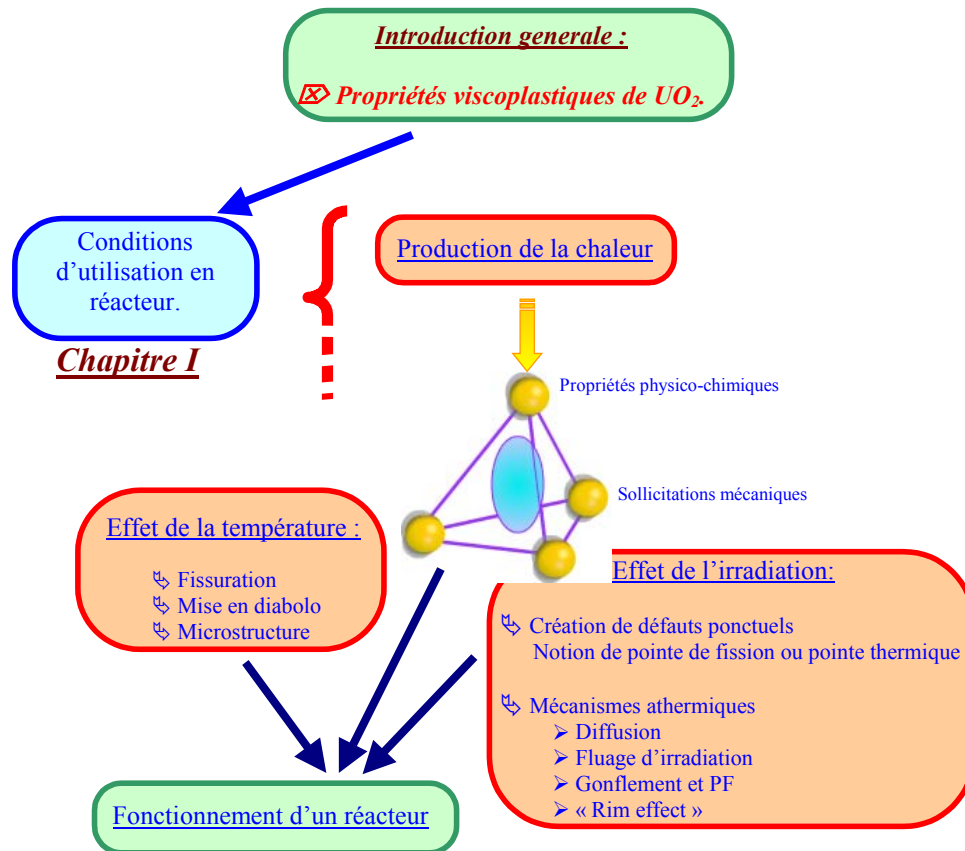 Introduction generale :
Propriétés viscoplastiques de UO₂.
Conditions
d’utilisation en
réacteur.
Chapitre I
Production de la chaleur
Propriétés physico-chimiques
Sollicitations mécaniques
Effet de la température :
Fissuration
Mise en diabolo
Microstructure
Effet de l’irradiation:
Création de défauts ponctuels
Notion de pointe de fission ou pointe thermique
Mécanismes athermiques
Diffusion
Fluage d’irradiation
Gonflement et PF
« Rim effect »
Fonctionnement d’un réacteur